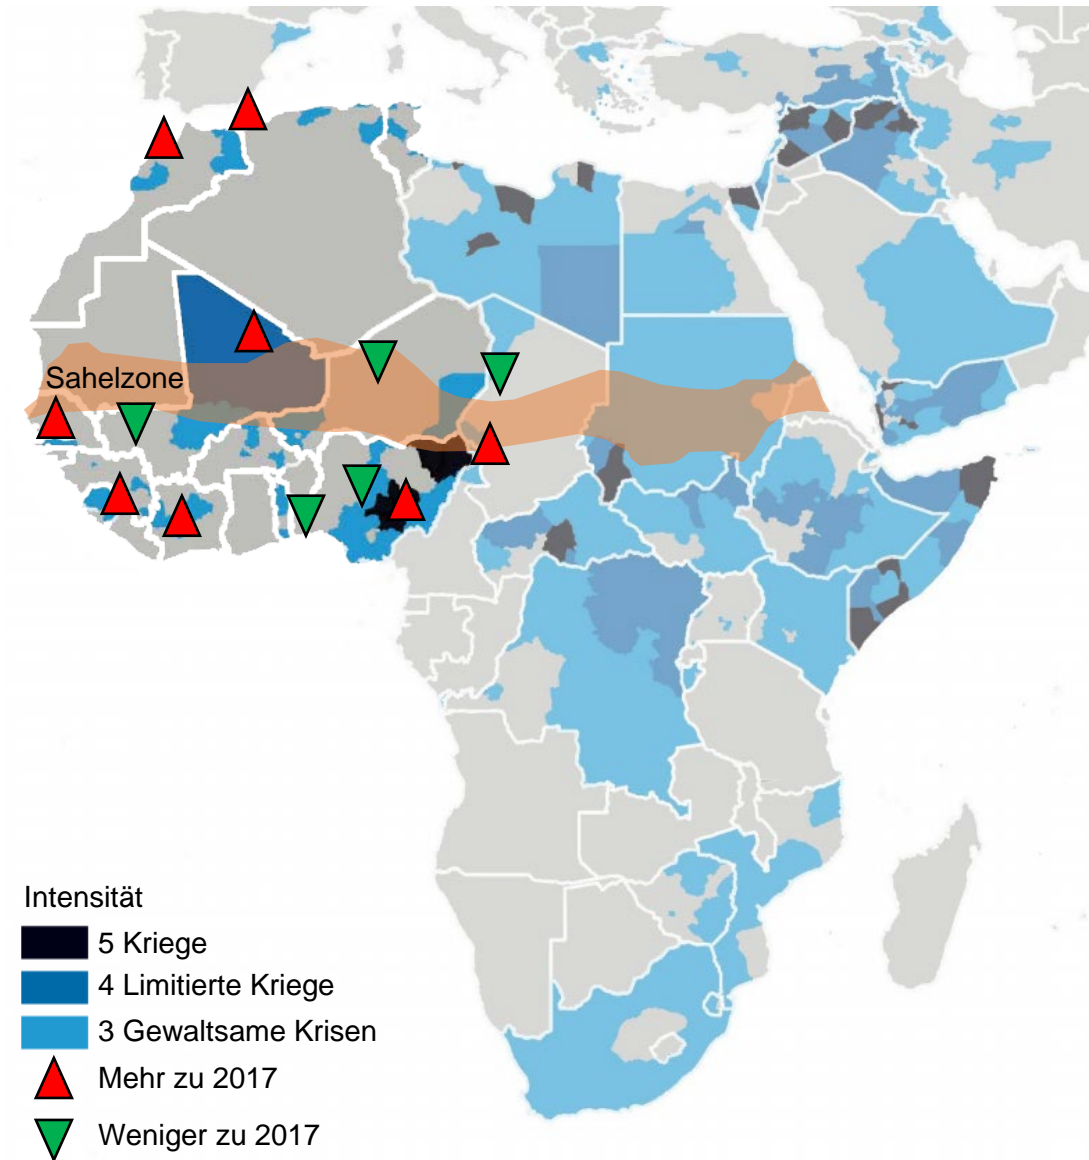 Sahelzone
Intensität
5 Kriege
4 Limitierte Kriege
3 Gewaltsame Krisen
Mehr zu 2017
Weniger zu 2017